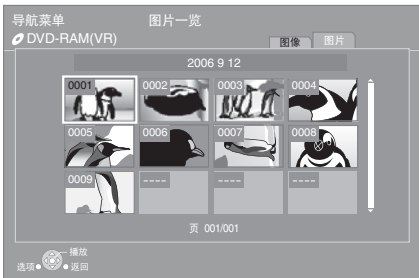 导航菜单 图片一览
DVD-RAM(VR)
图像 图片
2006 9 12
0001 0002 0003 0004
0005 0006 0007 0008
0009 ---- ---- ----
页 001/001
播放
选项 返回